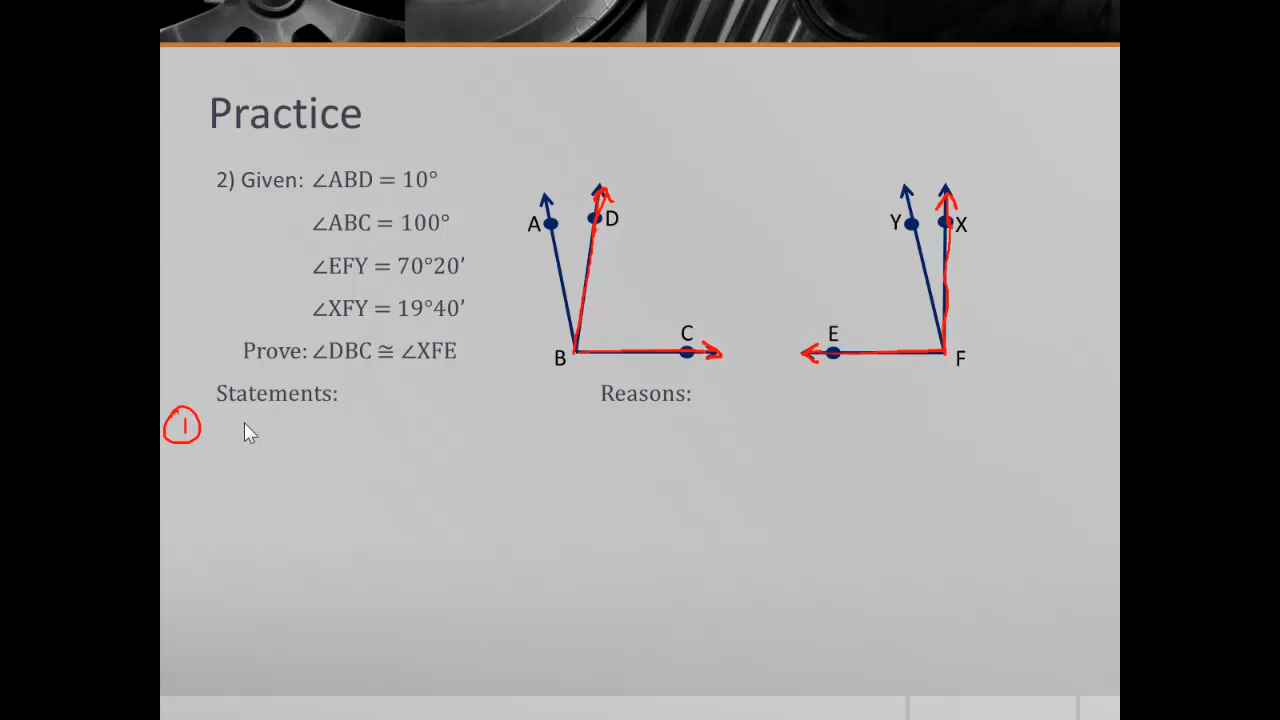 Practice
2) Given: ∠ABD = 10°
∠ABC = 100°
∠EFY = 70°20’
∠XFY = 19°40’
Prove: ∠DBC ≅ ∠XFE
A
D
C
B
Y
X
E
F
Statements:
Reasons:
1